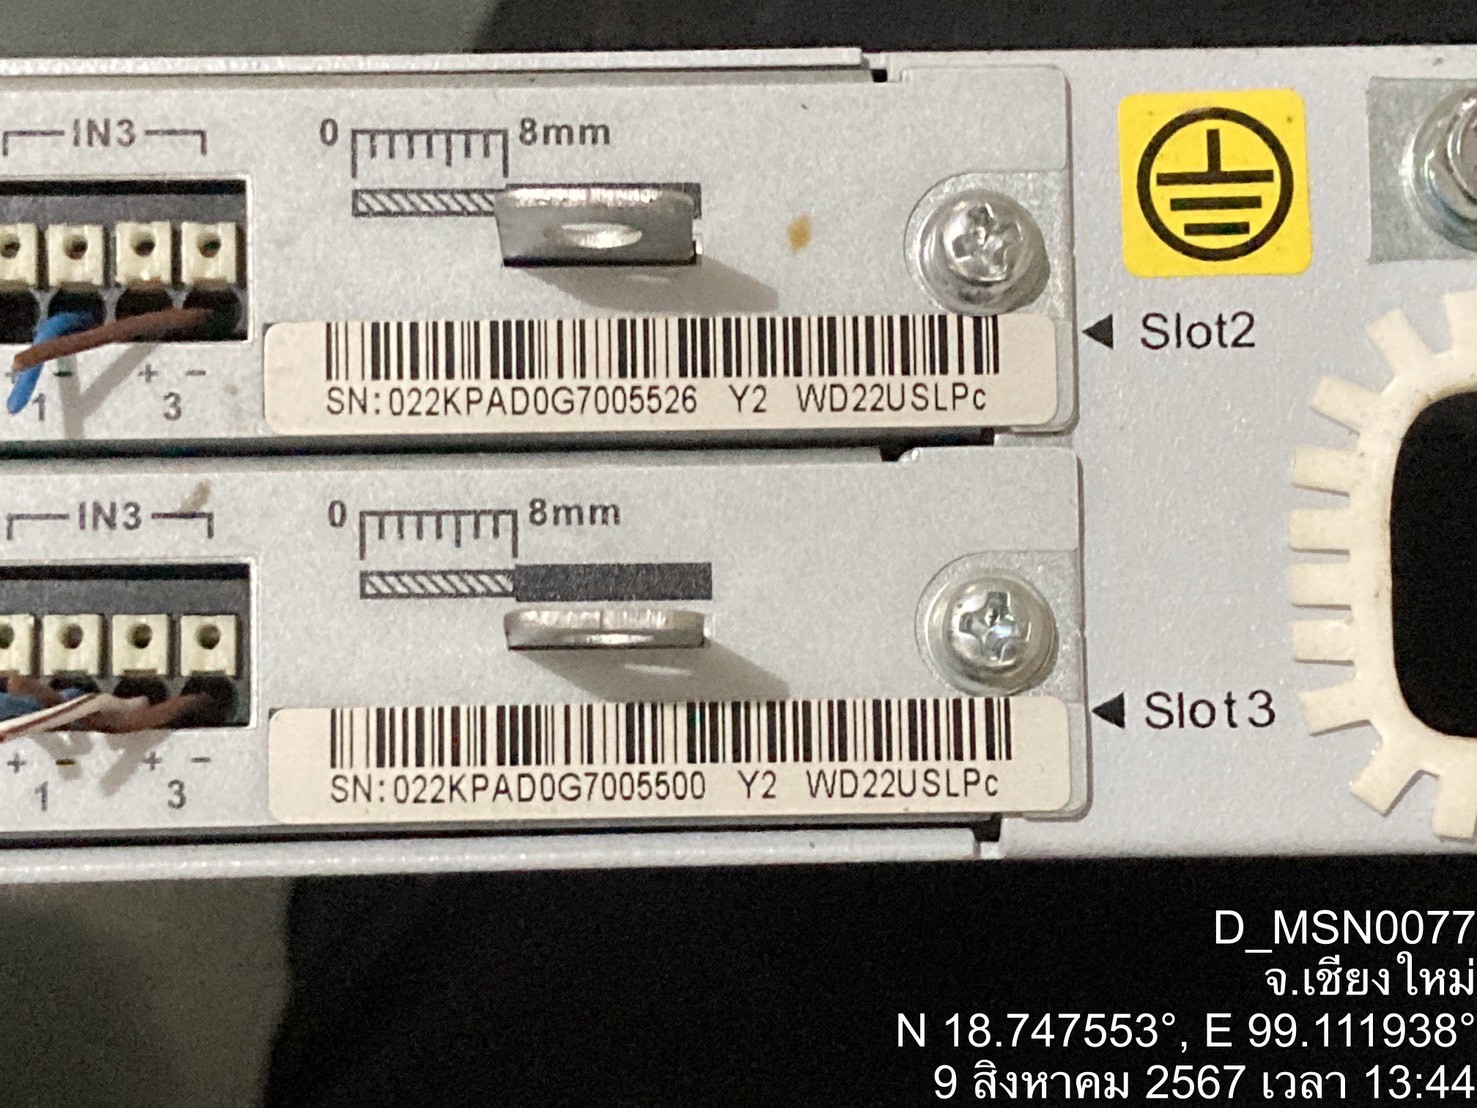 IN3
0 8mm
+ - + -
1 3
SN:022KPAD0G7005526 Y2 WD22USLPc
Slot2
IN3
0 8mm
+ - + -
1 3
SN:022KPAD0G7005500 Y2 WD22USLPc
Slot3
D_MSN0077
จ.เชียงใหม่
N 18.747553°, E 99.111938°
9 สิงหาคม 2567 เวลา 13:44